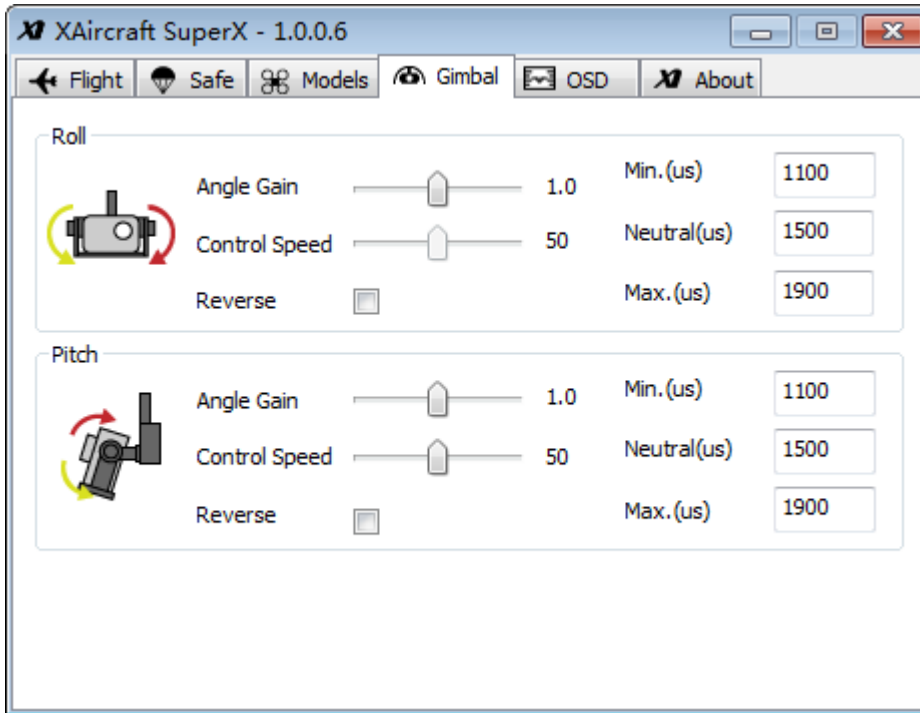 XAircraft SuperX - 1.0.0.6
Flight Safe Models Gimbal OSD About
Roll
Angle Gain 1.0 Min.(us) 1100
Control Speed 50 Neutral(us) 1500
Reverse Max.(us) 1900
Pitch
Angle Gain 1.0 Min.(us) 1100
Control Speed 50 Neutral(us) 1500
Reverse Max.(us) 1900